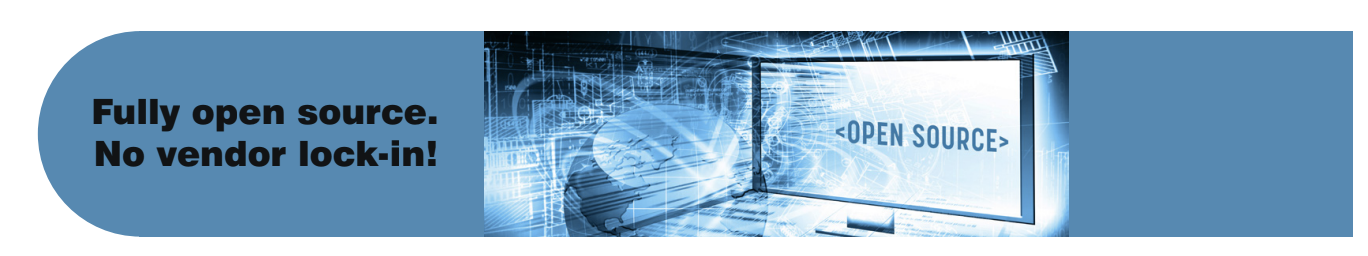 Fully open source.
No vendor lock-in!
<OPEN SOURCE>